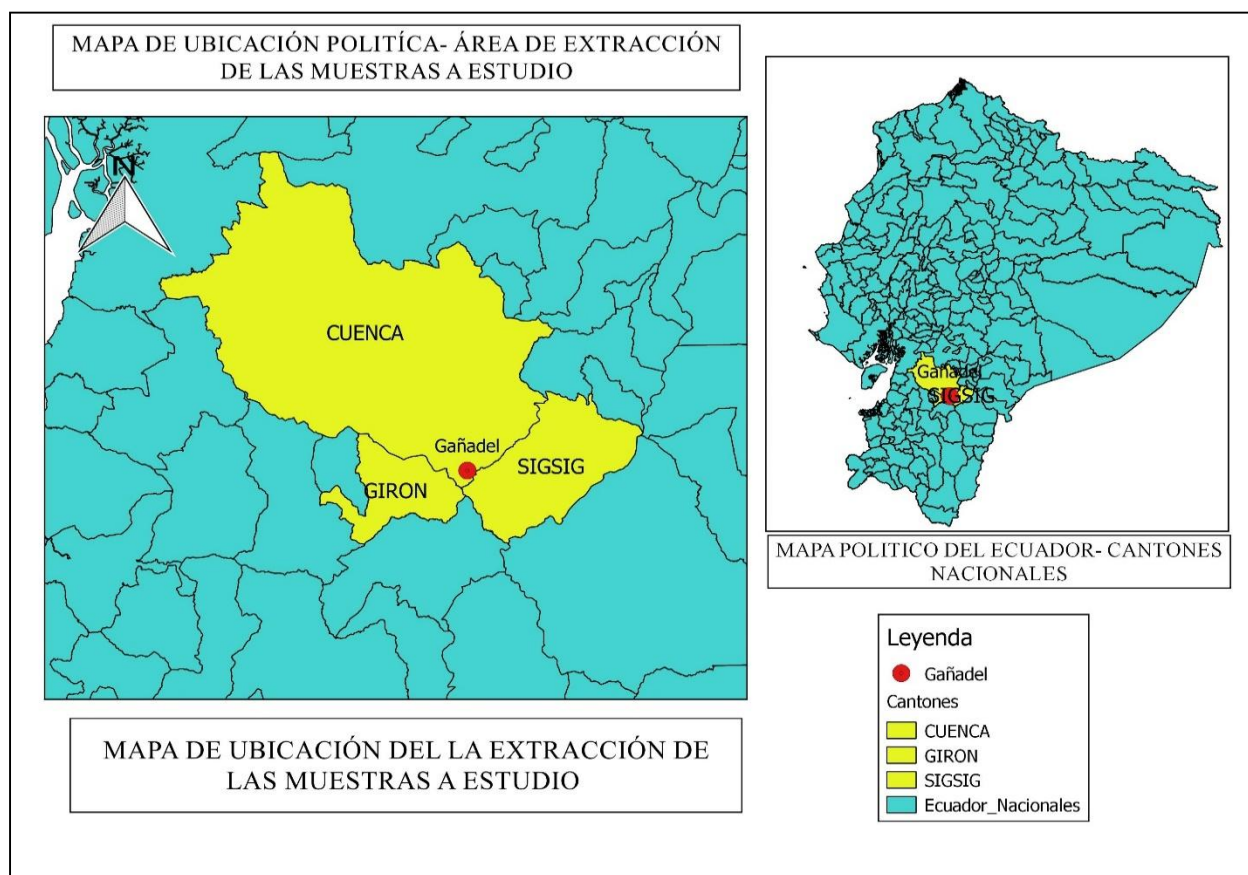 MAPA DE UBICACIÓN POLITÍCA- ÁREA DE EXTRACCIÓN
DE LAS MUESTRAS A ESTUDIO
N
CUENCA
Gañadel
SIGSIG
GIRON
MAPA DE UBICACIÓN DEL LA EXTRACCIÓN DE
LAS MUESTRAS A ESTUDIO
Gañadel
SIGSIG
MAPA POLITICO DEL ECUADOR- CANTONES
NACIONALES
Leyenda
Gañadel
Cantones
CUENCA
GIRON
SIGSIG
Ecuador_Nacionales